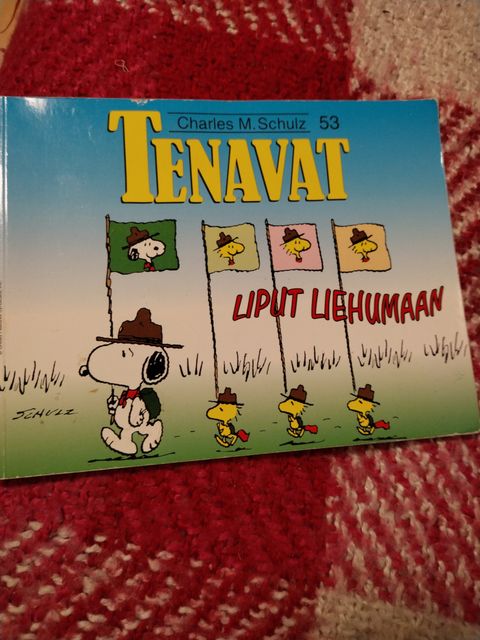 Charles M. Schulz 53
TENAVAT
LIPUT LIEHUMAAN
SCHULZ